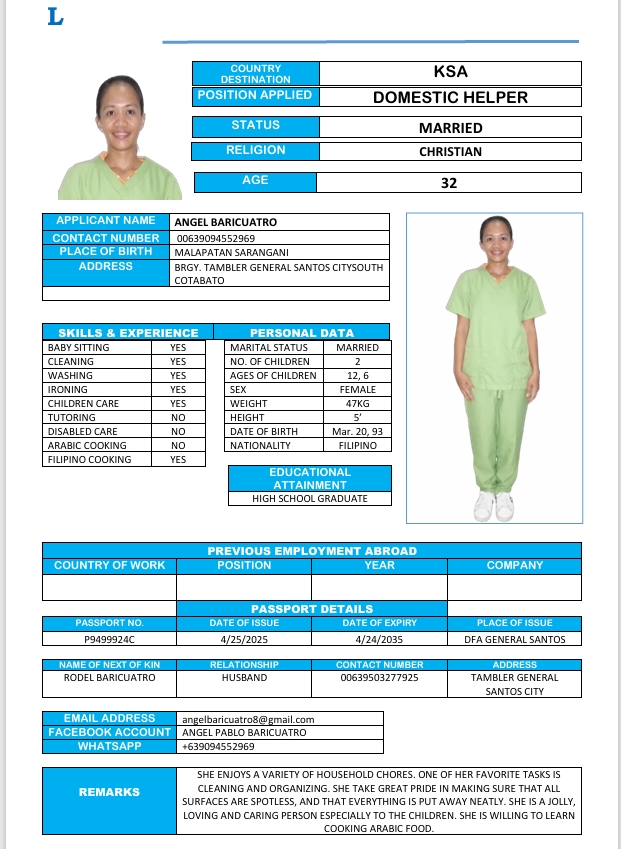 L
COUNTRY DESTINATION KSA
POSITION APPLIED DOMESTIC HELPER
STATUS MARRIED
RELIGION CHRISTIAN
AGE 32
APPLICANT NAME ANGEL BARICUATRO
CONTACT NUMBER 00639094552969
PLACE OF BIRTH MALAPATAN SARANGANI
ADDRESS BRGY. TAMBLER GENERAL SANTOS CITYSOUTH
COTABATO
SKILLS & EXPERIENCE
BABY SITTING YES
CLEANING YES
WASHING YES
IRONING YES
CHILDREN CARE YES
TUTORING NO
DISABLED CARE NO
ARABIC COOKING NO
FILIPINO COOKING YES
PERSONAL DATA
MARITAL STATUS MARRIED
NO. OF CHILDREN 2
AGES OF CHILDREN 12, 6
SEX FEMALE
WEIGHT 47KG
HEIGHT 5’
DATE OF BIRTH Mar. 20, 93
NATIONALITY FILIPINO
EDUCATIONAL
ATTAINMENT
HIGH SCHOOL GRADUATE
PREVIOUS EMPLOYMENT ABROAD
COUNTRY OF WORK POSITION YEAR COMPANY
PASSPORT DETAILS
PASSPORT NO. DATE OF ISSUE DATE OF EXPIRY PLACE OF ISSUE
P9499924C 4/25/2025 4/24/2035 DFA GENERAL SANTOS
NAME OF NEXT OF KIN RELATIONSHIP CONTACT NUMBER ADDRESS
RODEL BARICUATRO HUSBAND 00639503277925 TAMBLER GENERAL
SANTOS CITY
EMAIL ADDRESS angelbaricuatro8@gmail.com
FACEBOOK ACCOUNT ANGEL PABLO BARICUATRO
WHATSAPP +639094552969
REMARKS
SHE ENJOYS A VARIETY OF HOUSEHOLD CHORES. ONE OF HER FAVORITE TASKS IS
CLEANING AND ORGANIZING. SHE TAKE GREAT PRIDE IN MAKING SURE THAT ALL
SURFACES ARE SPOTLESS, AND THAT EVERYTHING IS PUT AWAY NEATLY. SHE IS A JOLLY,
LOVING AND CARING PERSON ESPECIALLY TO THE CHILDREN. SHE IS WILLING TO LEARN
COOKING ARABIC FOOD.